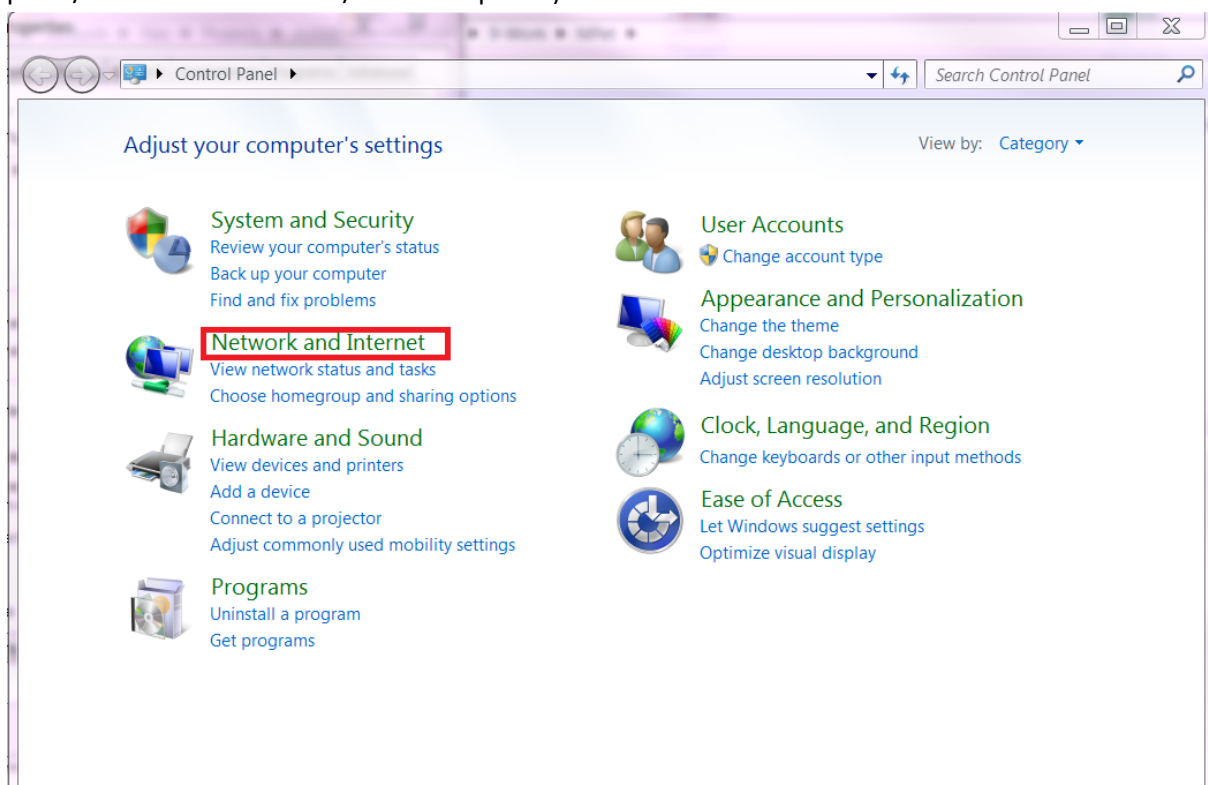 Control Panel
Search Control Panel
Adjust your computer's settings
View by: Category
System and Security
Review your computer's status
Back up your computer
Find and fix problems
Network and Internet
View network status and tasks
Choose homegroup and sharing options
Hardware and Sound
View devices and printers
Add a device
Connect to a projector
Adjust commonly used mobility settings
Programs
Uninstall a program
Get programs
User Accounts
Change account type
Appearance and Personalization
Change the theme
Change desktop background
Adjust screen resolution
Clock, Language, and Region
Change keyboards or other input methods
Ease of Access
Let Windows suggest settings
Optimize visual display